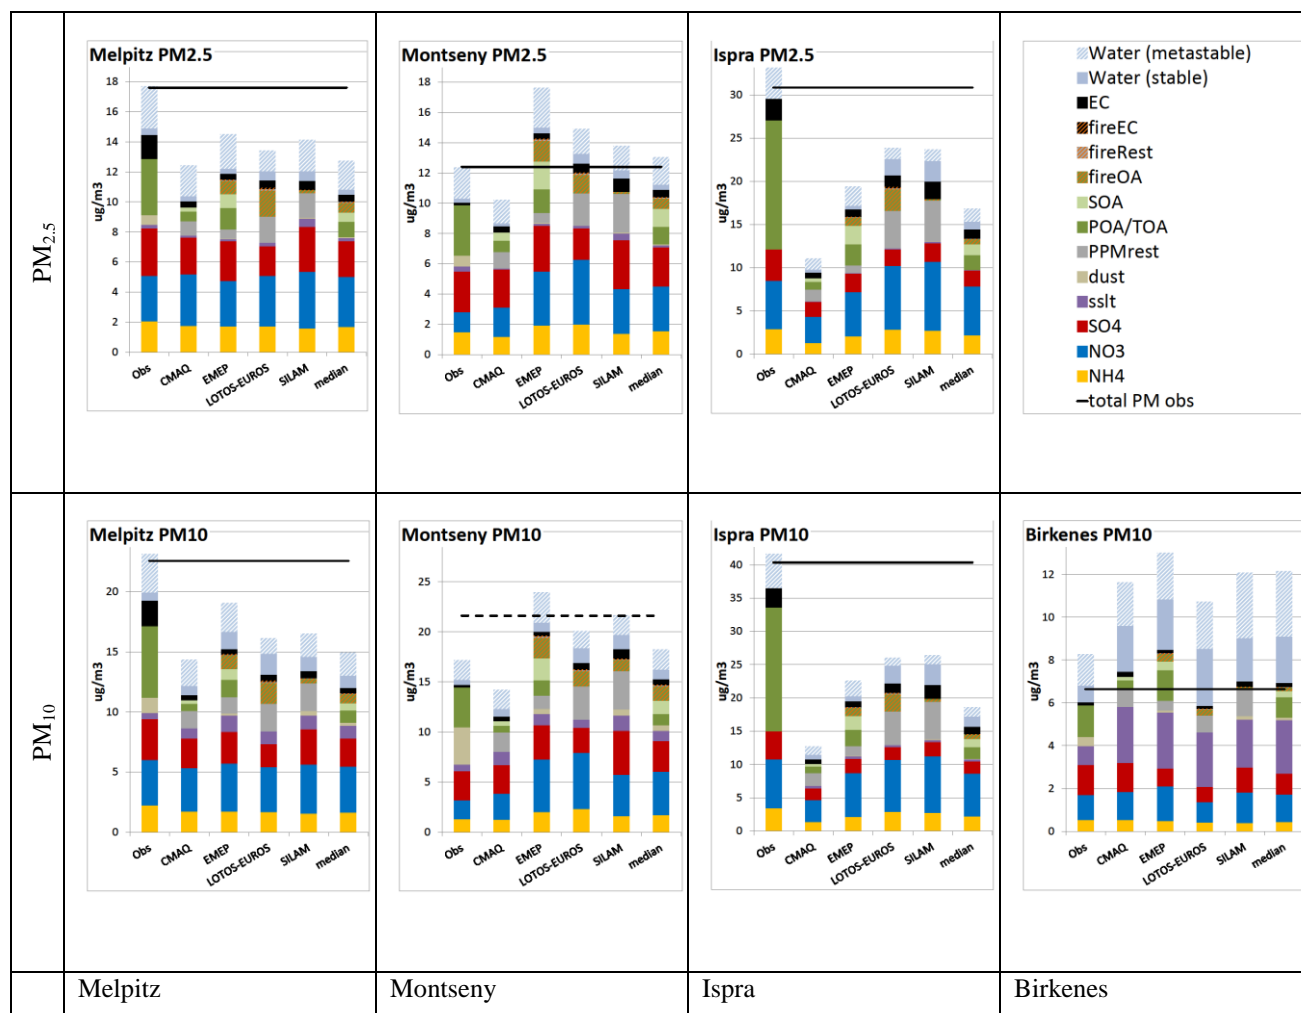 PM2.5
Melpitz PM2.5
18
16
14
12
10
8
6
4
2
0
ug/m3
Obs
CMAQ
EMEP
LOTOS-EUROS
SILAM
median
Montseny PM2.5
18
16
14
12
10
8
6
4
2
0
ug/m3
Obs
CMAQ
EMEP
LOTOS-EUROS
SILAM
median
Ispra PM2.5
30
25
20
15
10
5
0
ug/m3
Obs
CMAQ
EMEP
LOTOS-EUROS
SILAM
median
Water (metastable)
Water (stable)
EC
fireEC
fireRest
fireOA
SOA
POA/TOA
PPMrest
dust
sslt
SO4
NO3
NH4
total PM obs
PM10
Melpitz PM10
20
15
10
5
0
ug/m3
Obs
CMAQ
EMEP
LOTOS-EUROS
SILAM
median
Montseny PM10
25
20
15
10
5
0
ug/m3
Obs
CMAQ
EMEP
LOTOS-EUROS
SILAM
median
Ispra PM10
40
35
30
25
20
15
10
5
0
ug/m3
Obs
CMAQ
EMEP
LOTOS-EUROS
SILAM
median
Birkenes PM10
12
10
8
6
4
2
0
ug/m3
Obs
CMAQ
EMEP
LOTOS-EUROS
SILAM
median
Melpitz
Montseny
Ispra
Birkenes